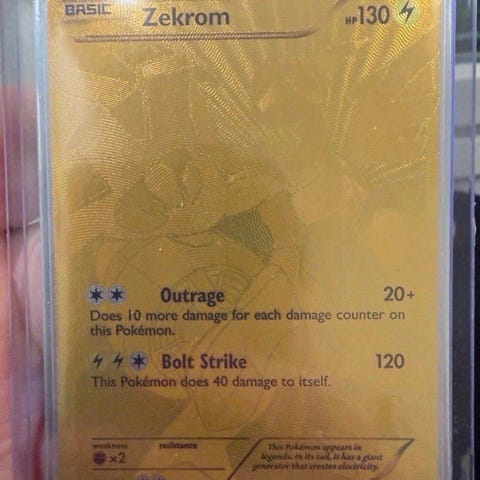 BASIC Zekrom HP130
Outrage 20+
Does 10 more damage for each damage counter on
this Pokémon.
Bolt Strike 120
This Pokémon does 40 damage to itself.
weakness resistance
×2
This Pokémon appears in
legends. In its tail, it has a giant
generator that creates electricity.